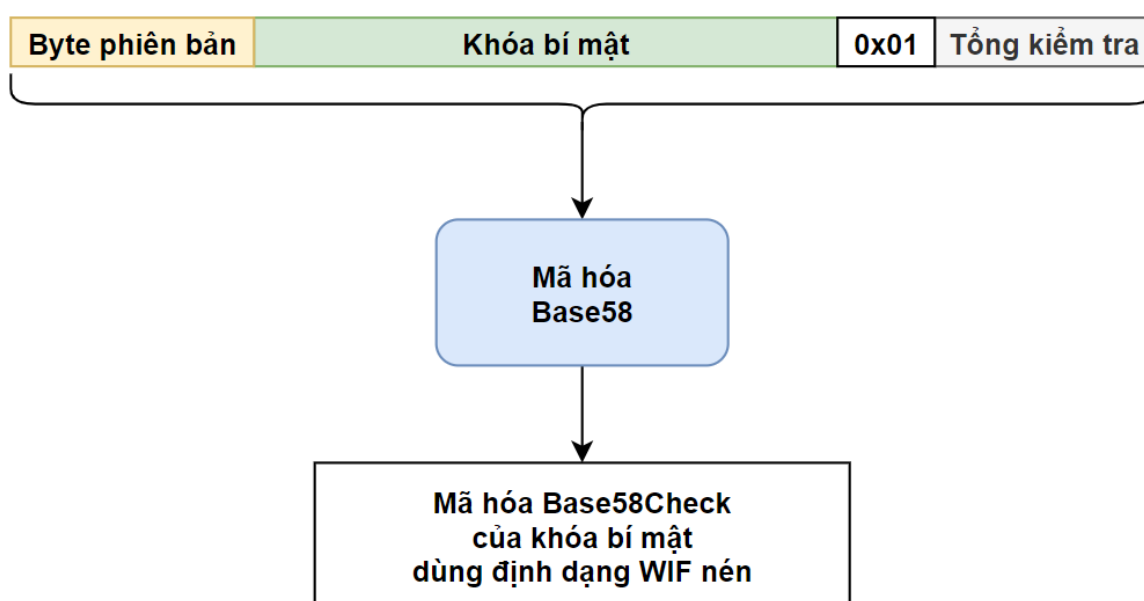 Byte phiên bản Khóa bí mật 0x01 Tổng kiểm tra
Mã hóa
Base58
Mã hóa Base58Check
của khóa bí mật
dùng định dạng WIF nén